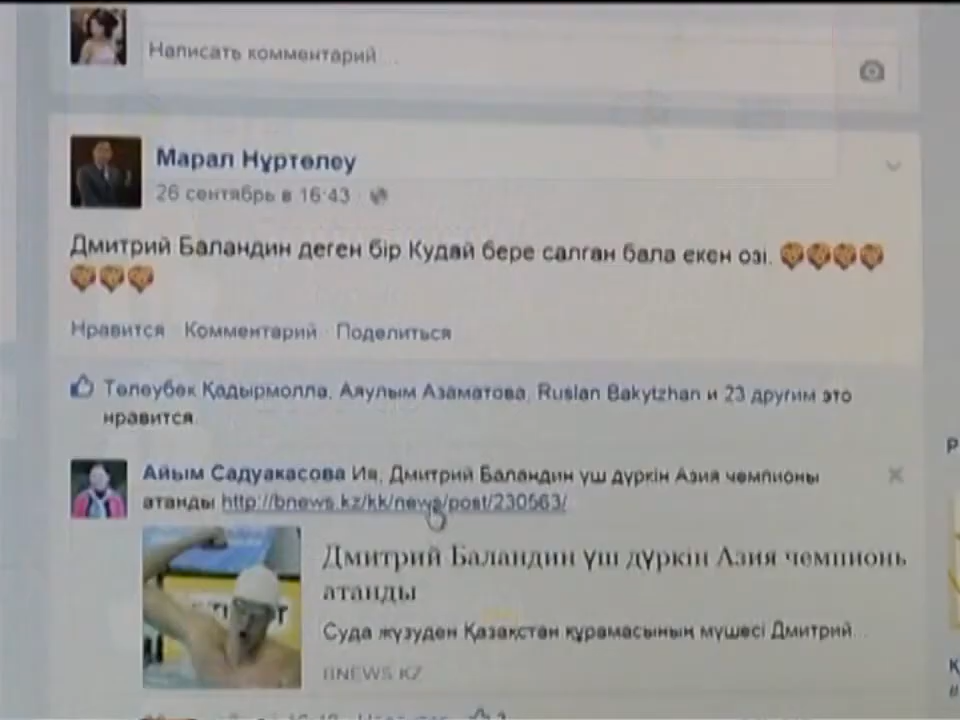 Написать комментарий...
Марал Нұртөлеу
26 сентябрь в 16:43
Дмитрий Баландин деген бір Кудай бере салған бала екен өзі.
Нравится Комментарий Поделиться
Төлеубек Қадырмолла, Аяулым Азаматова, Ruslan Bakytzhan и 23 другим это
нравится.
Айым Садуакасова Ия, Дмитрий Баландин үш дүркін Азия чемпионы
атанды http://bnews.kz/kk/news/post/230563/
Дмитрий Баландин үш дүркін Азия чемпионы
атанды
Суда жүзуден Қазақстан құрамасының мүшесі Дмитрий...
BNEWS.KZ